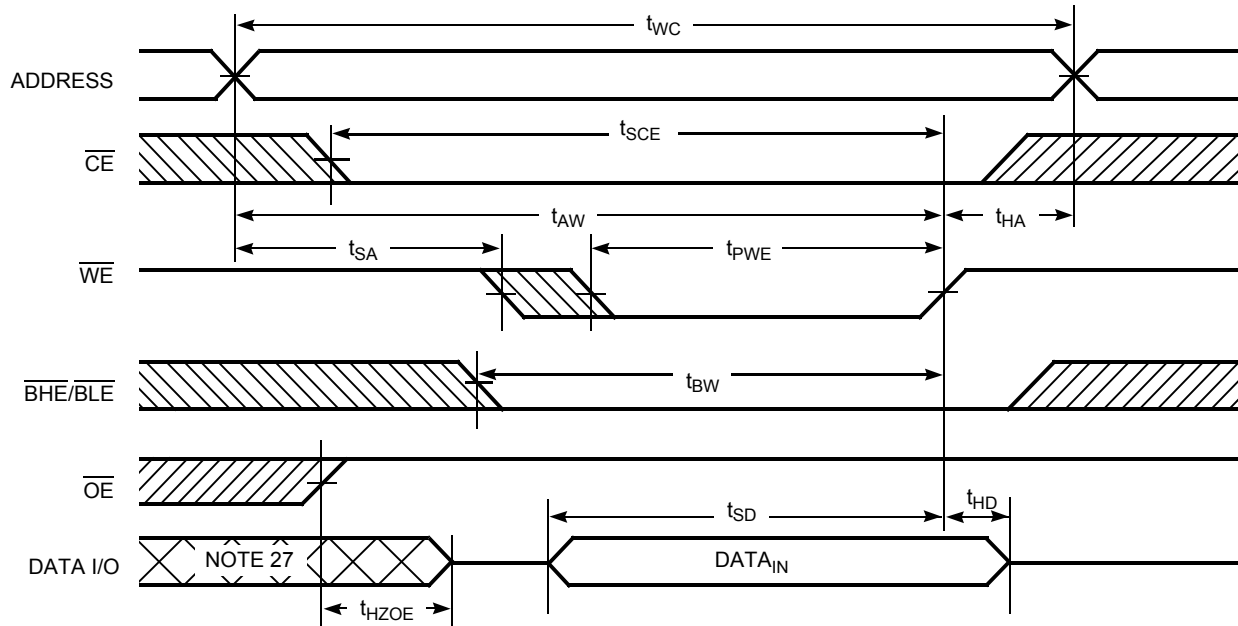 tWC
ADDRESS
tSCE
CE
tAW
tHA
tSA
tPWE
WE
tBW
BHE/BLE
OE
tSD
tHD
DATA I/O
NOTE 27
DATAIN
tHZOE